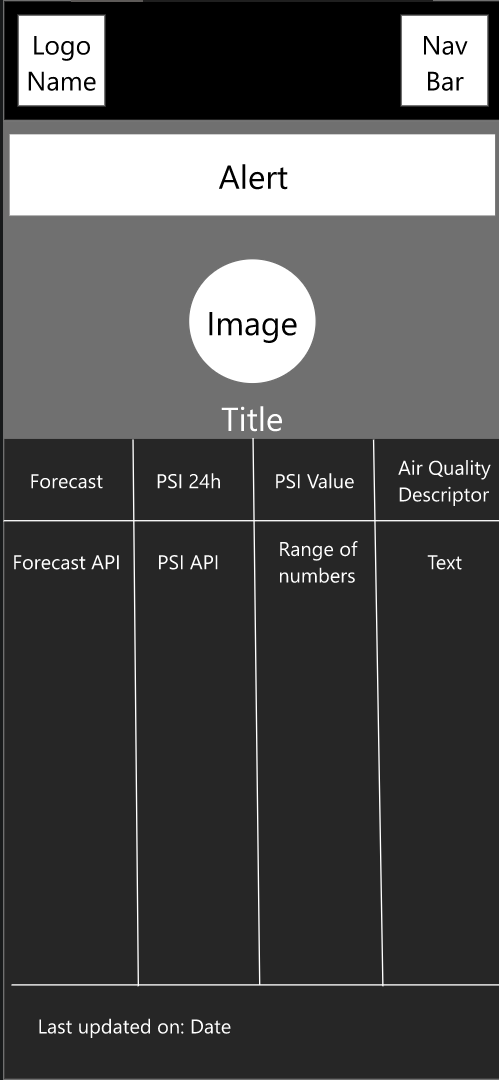 Logo
Name
Nav
Bar
Alert
Image
Title
Forecast
PSI 24h
PSI Value
Air Quality
Descriptor
Forecast API
PSI API
Range of
numbers
Text
Last updated on: Date